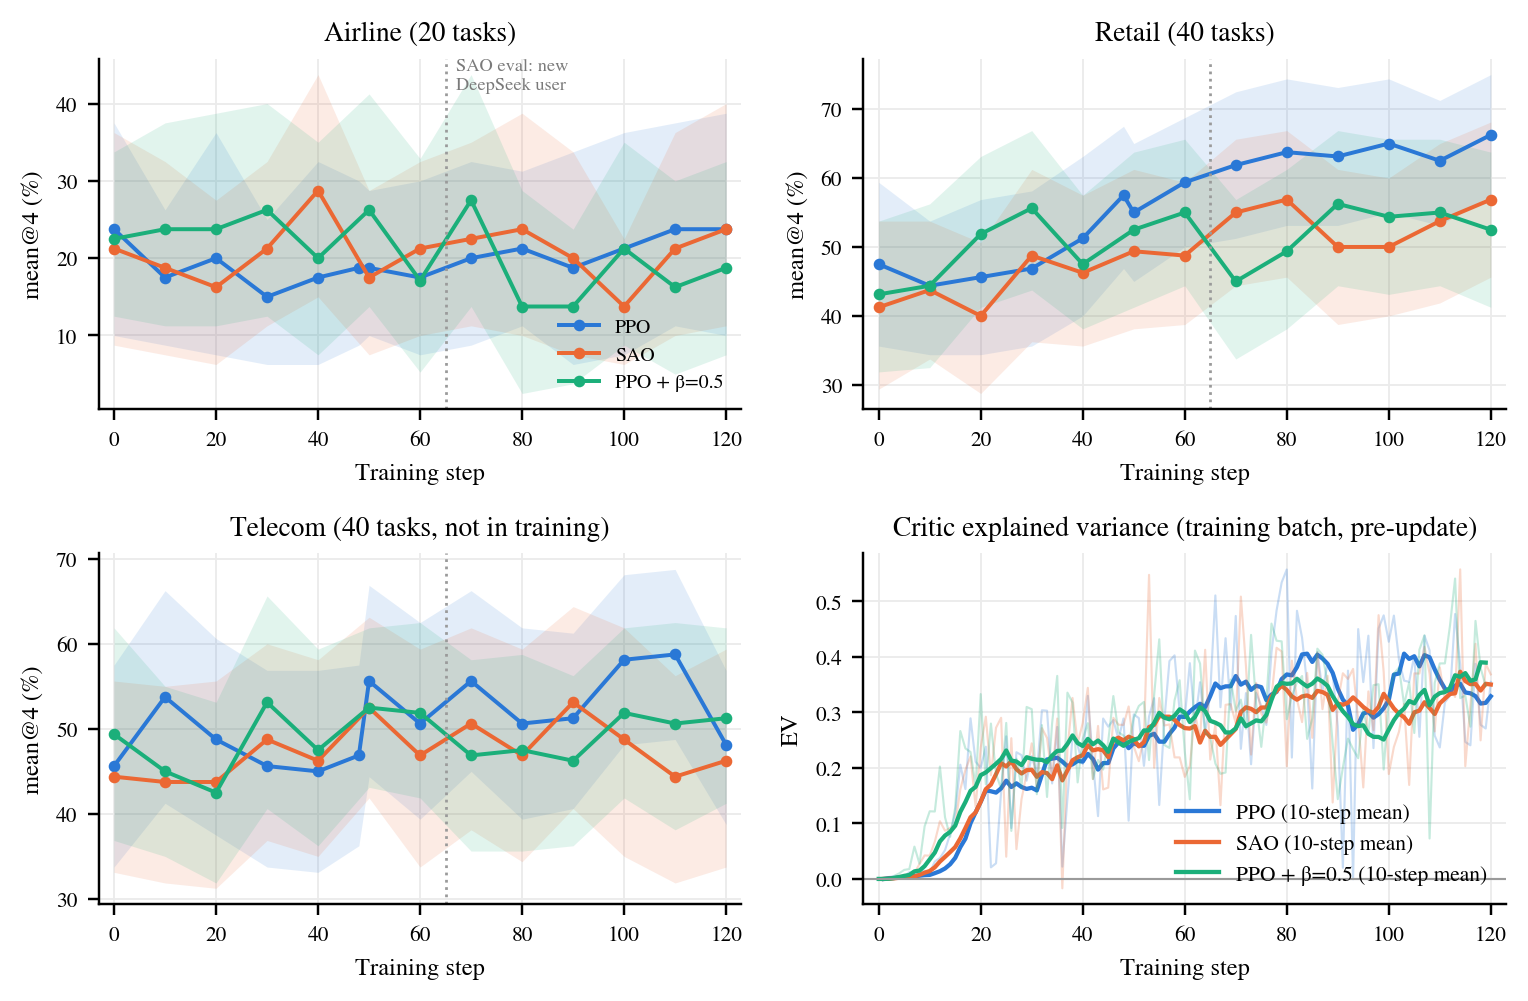 Airline (20 tasks)
mean@4 (%)
40
30
20
10
SAO eval: new
DeepSeek user
PPO
SAO
PPO + β=0.5
0 20 40 60 80 100 120
Training step
Retail (40 tasks)
mean@4 (%)
70
60
50
40
30
0 20 40 60 80 100 120
Training step
Telecom (40 tasks, not in training)
mean@4 (%)
70
60
50
40
30
0 20 40 60 80 100 120
Training step
Critic explained variance (training batch, pre-update)
EV
0.5
0.4
0.3
0.2
0.1
0.0
PPO (10-step mean)
SAO (10-step mean)
PPO + β=0.5 (10-step mean)
0 20 40 60 80 100 120
Training step